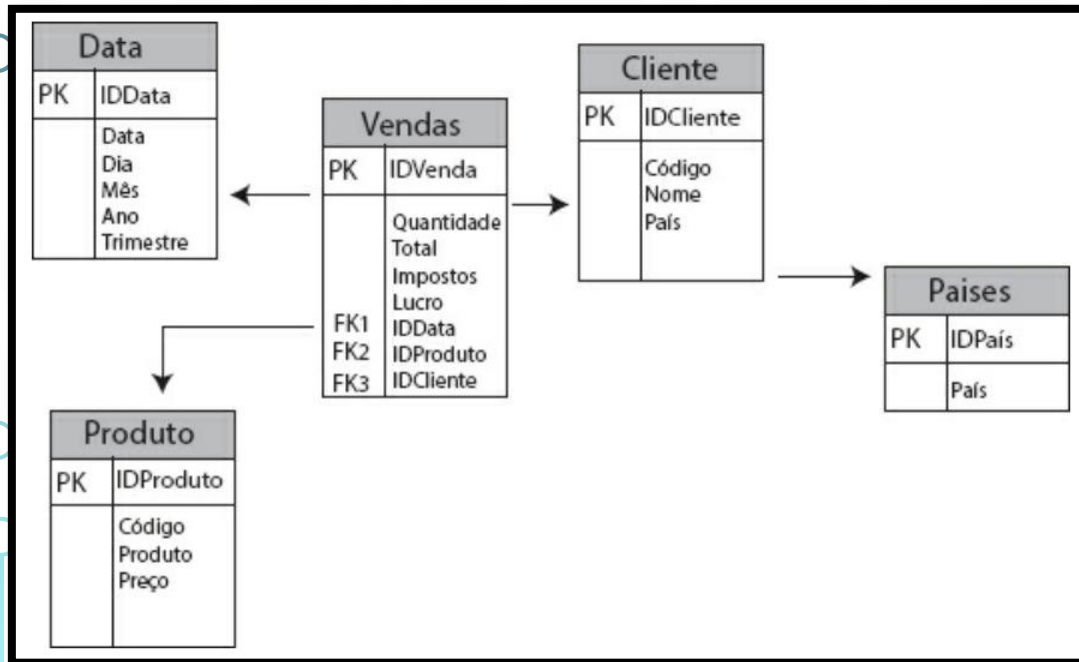 Data
PK IDData
Data
Dia
Mês
Ano
Trimestre
Vendas
PK IDVenda
Quantidade
Total
Impostos
Lucro
FK1 IDData
FK2 IDProduto
FK3 IDCliente
Cliente
PK IDCliente
Código
Nome
País
Paises
PK IDPaís
País
Produto
PK IDProduto
Código
Produto
Preço